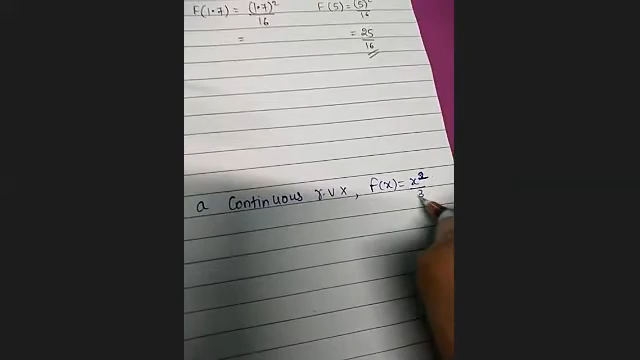 F(1.7) = (1.7)²/16    F(5) = (5)²/16
=    = 25/16
a Continuous r.v x, F(x) = x²/3